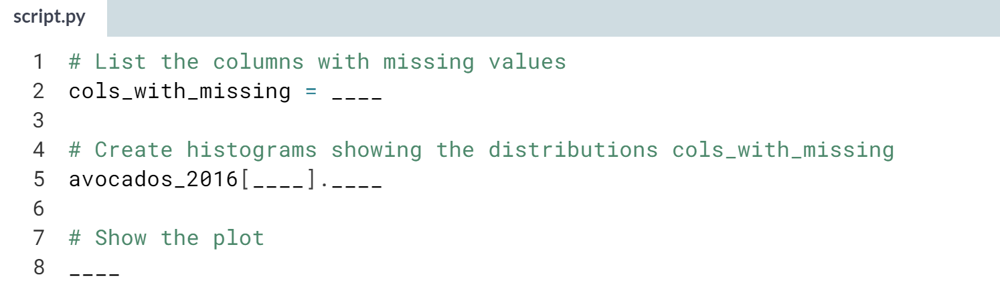 script.py
1 # List the columns with missing values
2 cols_with_missing = ____
3
4 # Create histograms showing the distributions cols_with_missing
5 avocados_2016[____].____
6
7 # Show the plot
8 ____